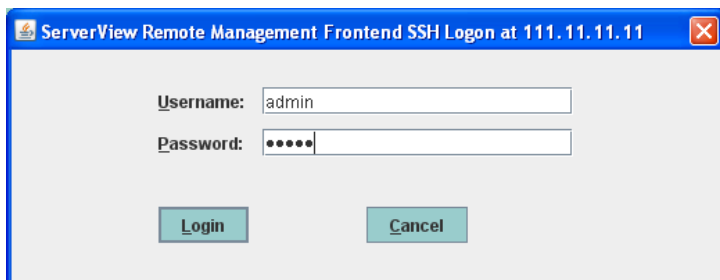 ServerView Remote Management Frontend SSH Logon at 111.11.11.11
Username: admin
Password: •••••
Login Cancel